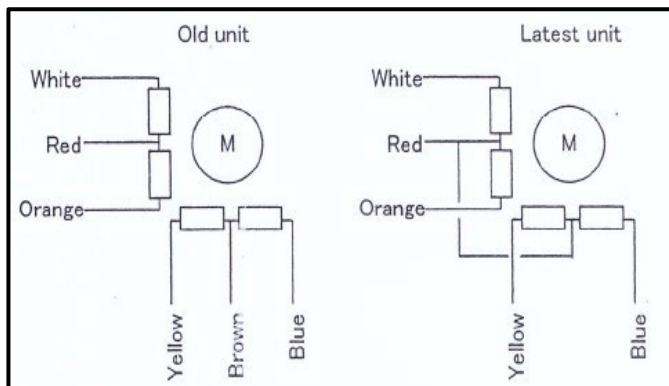 Old unit
White
Red
Orange
M
Yellow
Brown
Blue
Latest unit
White
Red
Orange
M
Yellow
Blue